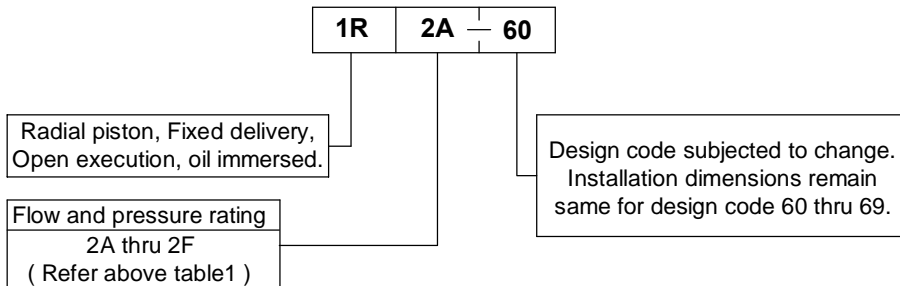 1R 2A — 60
Radial piston, Fixed delivery,
Open execution, oil immersed.
Flow and pressure rating
2A thru 2F
( Refer above table1 )
Design code subjected to change.
Installation dimensions remain
same for design code 60 thru 69.